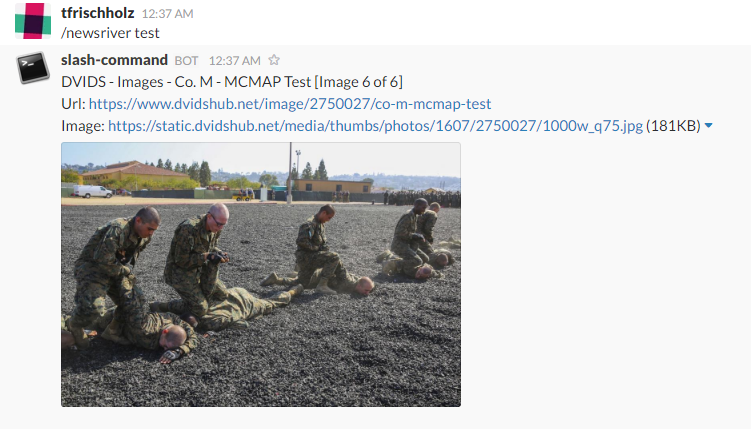 tfrischholz 12:37 AM
/newsriver test
slash-command BOT 12:37 AM
DVIDS - Images - Co. M - MCMAP Test [Image 6 of 6]
Url: https://www.dvidshub.net/image/2750027/co-m-mcmap-test
Image: https://static.dvidshub.net/media/thumbs/photos/1607/2750027/1000w_q75.jpg (181KB)